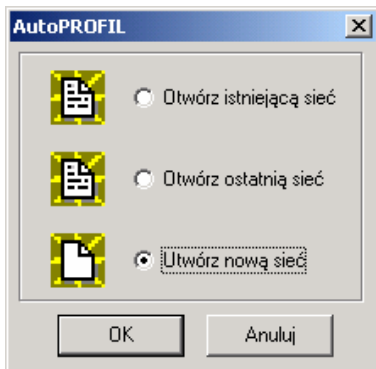 AutoPROFIL
Otwórz istniejącą sieć
Otwórz ostatnią sieć
Utwórz nową sieć
OK Anuluj